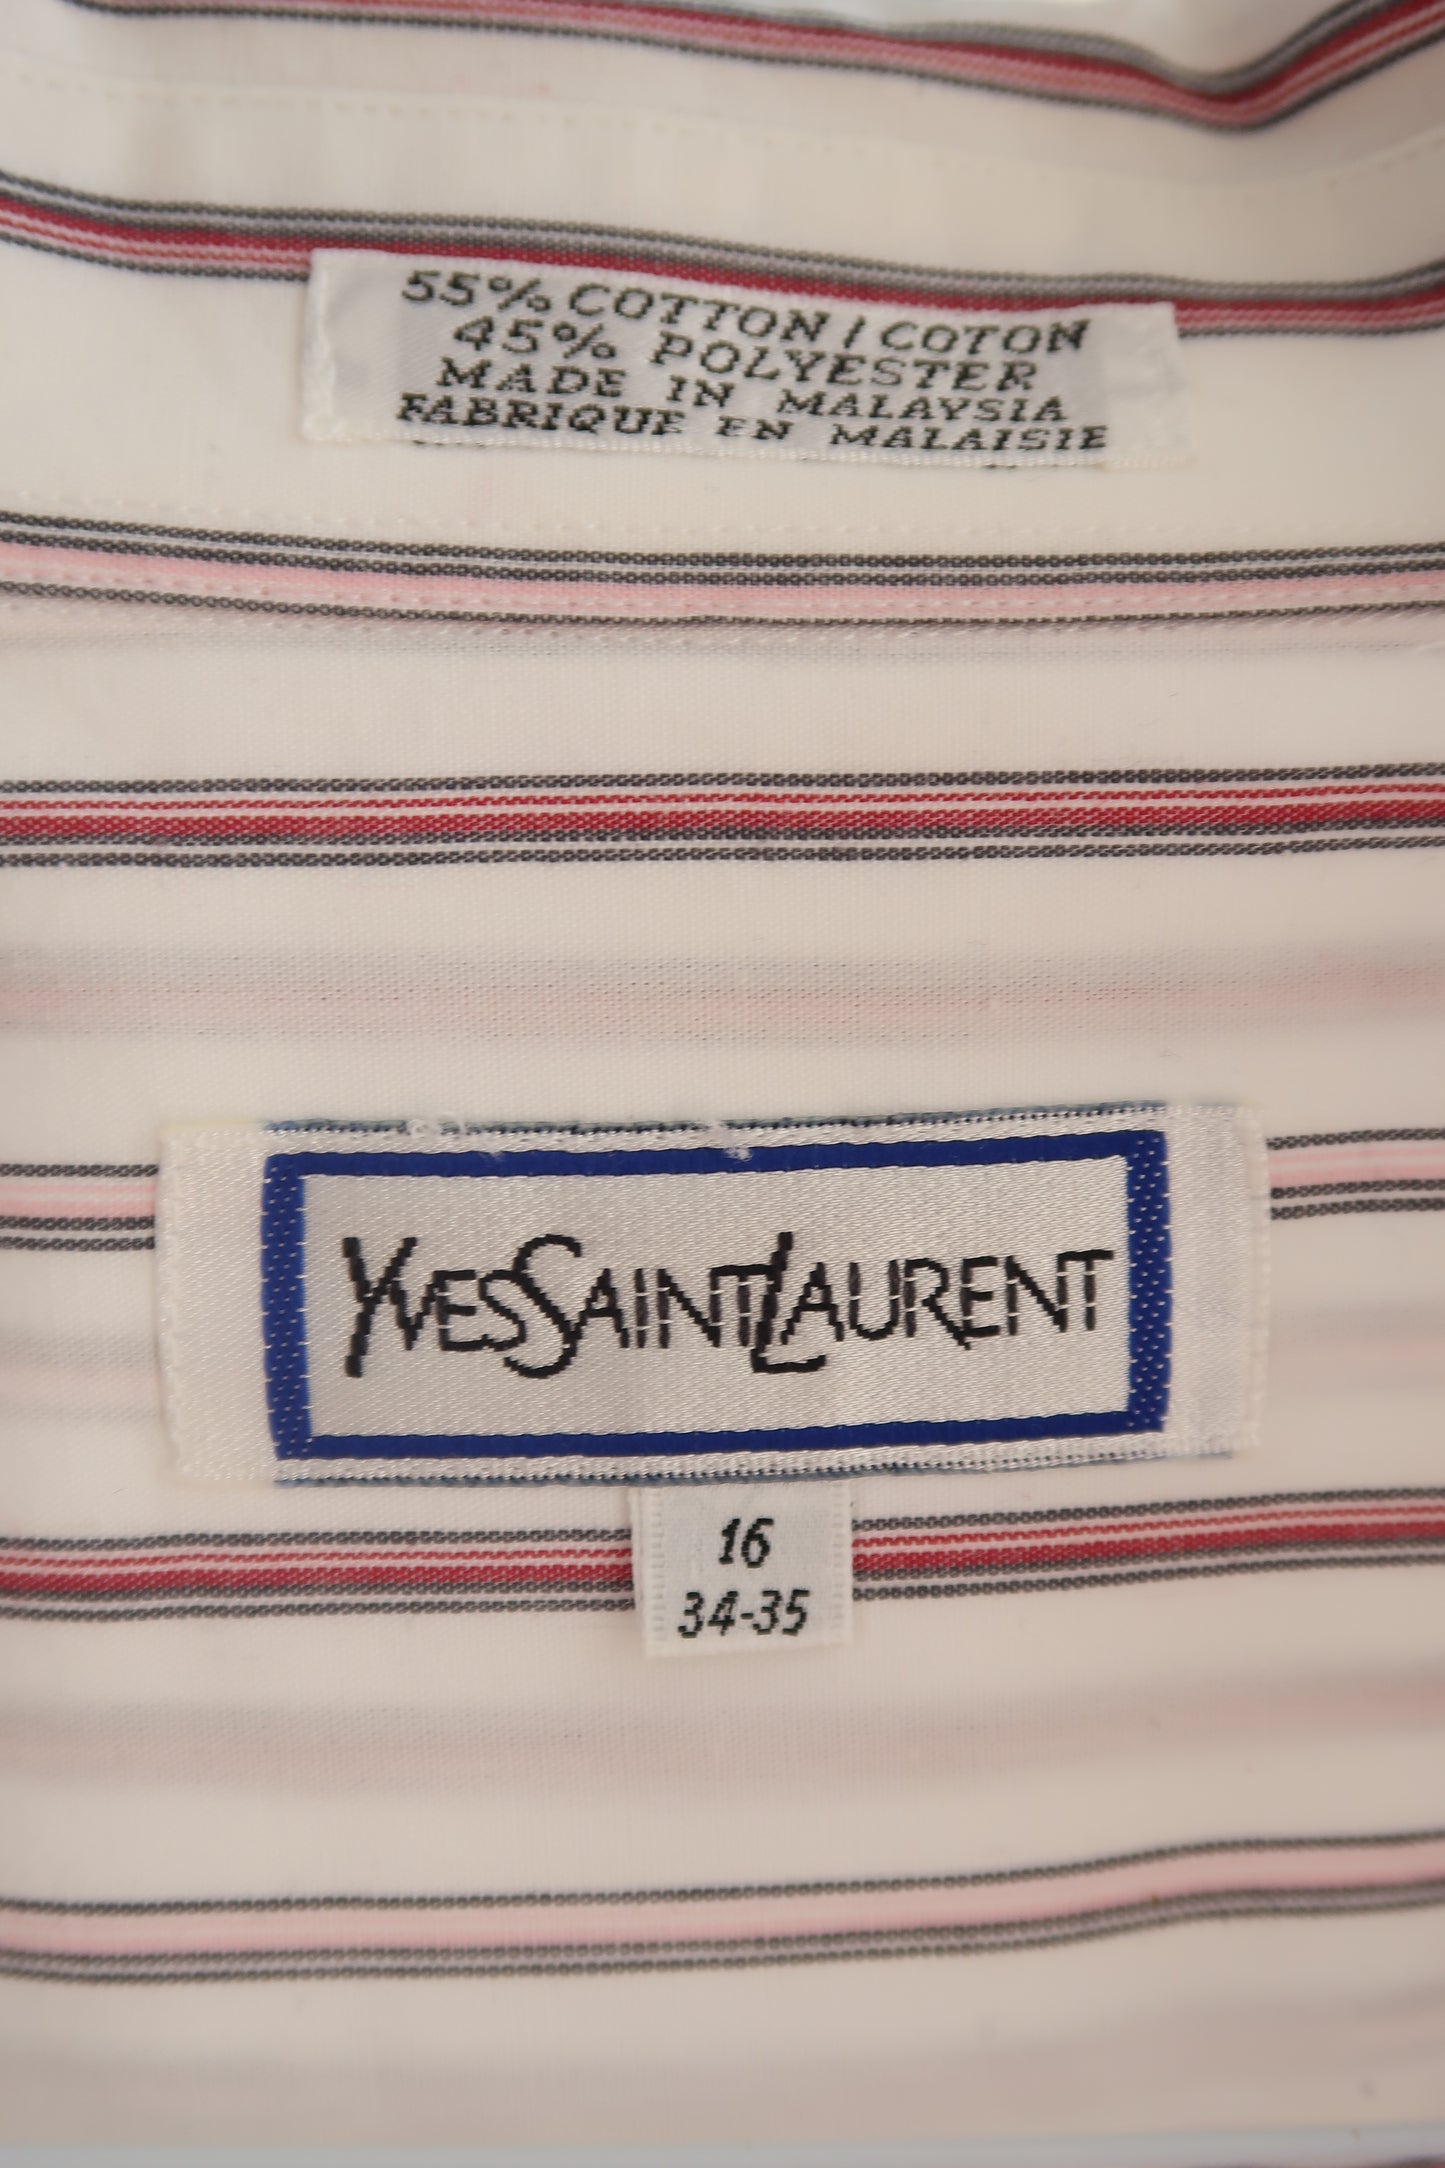 55% COTTON / COTON
45% POLYESTER
MADE IN MALAYSIA
FABRIQUE EN MALAISIE
YVESSAINTLAURENT
16
34-35